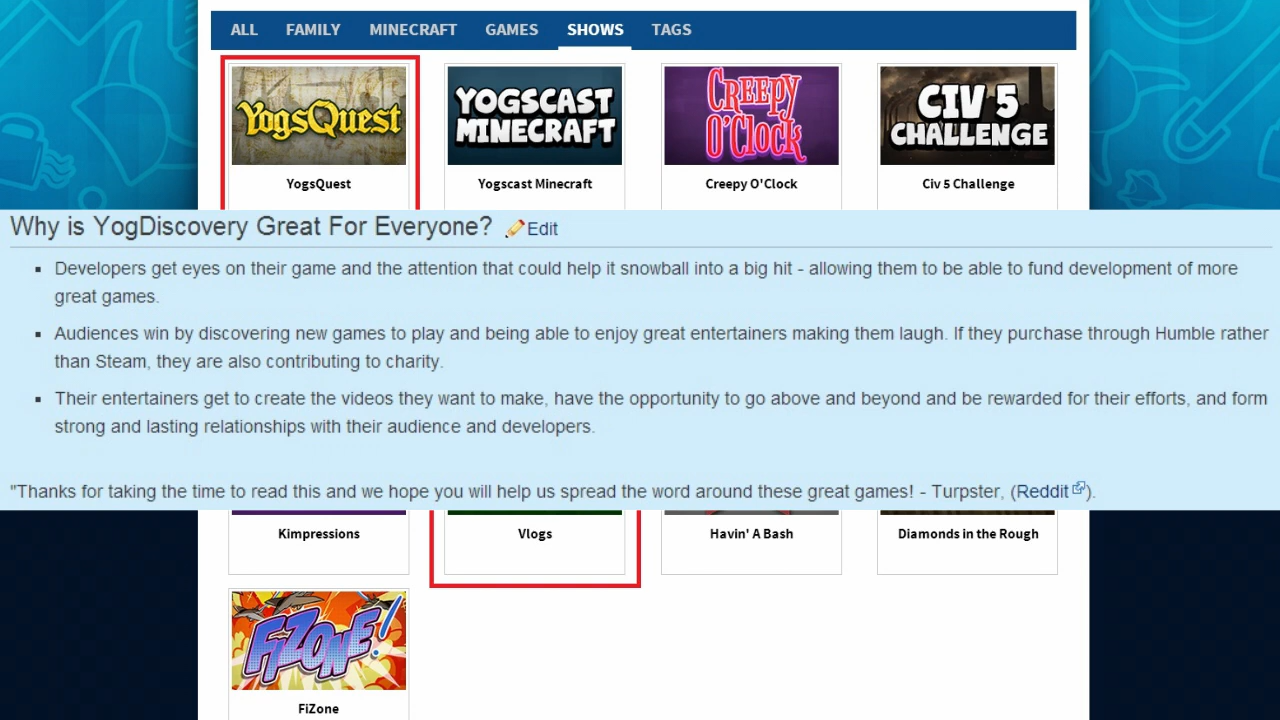 ALL FAMILY MINECRAFT GAMES SHOWS TAGS
YogsQuest
YOGSCAST
MINECRAFT
CREEPY
O'CLOCK
CIV 5
CHALLENGE
YogsQuest Yogscast Minecraft Creepy O'Clock Civ 5 Challenge
Why is YogDiscovery Great For Everyone? Edit
Developers get eyes on their game and the attention that could help it snowball into a big hit - allowing them to be able to fund development of more
great games.
Audiences win by discovering new games to play and being able to enjoy great entertainers making them laugh. If they purchase through Humble rather
than Steam, they are also contributing to charity.
Their entertainers get to create the videos they want to make, have the opportunity to go above and beyond and be rewarded for their efforts, and form
strong and lasting relationships with their audience and developers.
"Thanks for taking the time to read this and we hope you will help us spread the word around these great games! - Turpster, (Reddit).
Kimpressions Vlogs Havin' A Bash Diamonds in the Rough
FiZONE!
FiZone